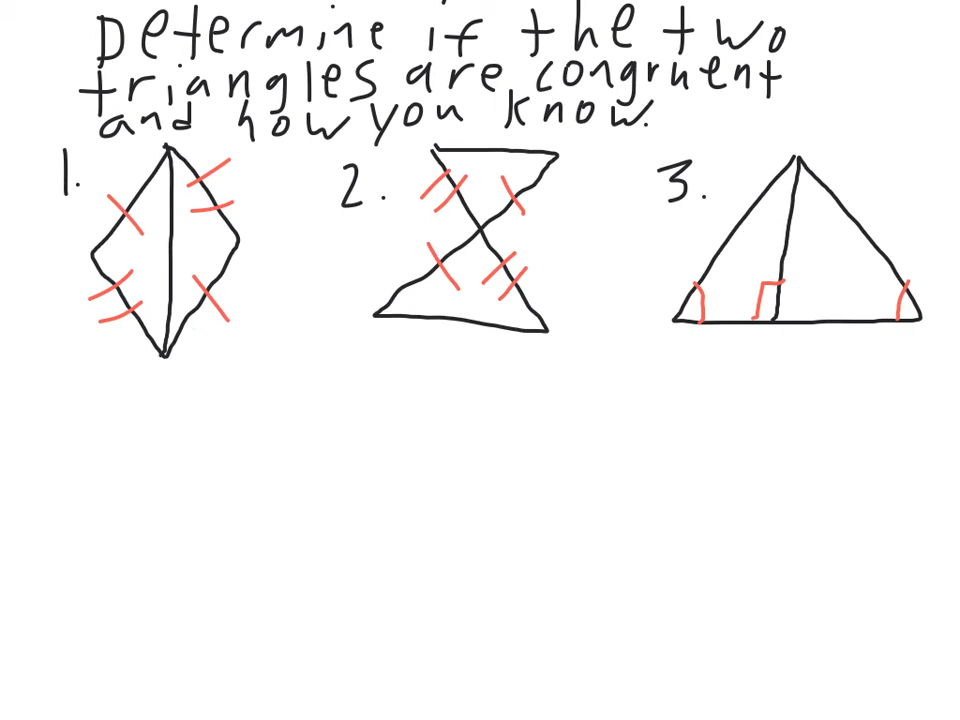 Determine if the two
triangles are congruent
and how you know.
1. 2. 3.